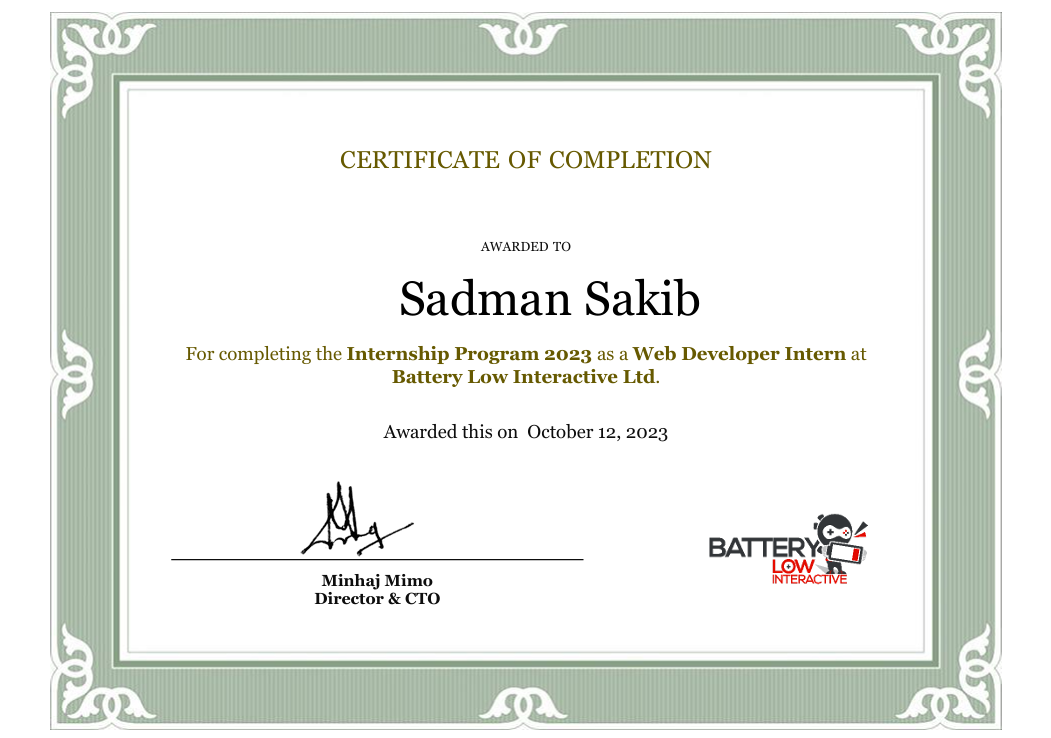 CERTIFICATE OF COMPLETION
AWARDED TO
Sadman Sakib
For completing the Internship Program 2023 as a Web Developer Intern at
Battery Low Interactive Ltd.
Awarded this on October 12, 2023
Minhaj Mimo
Director & CTO
BATTERY
LOW
INTERACTIVE